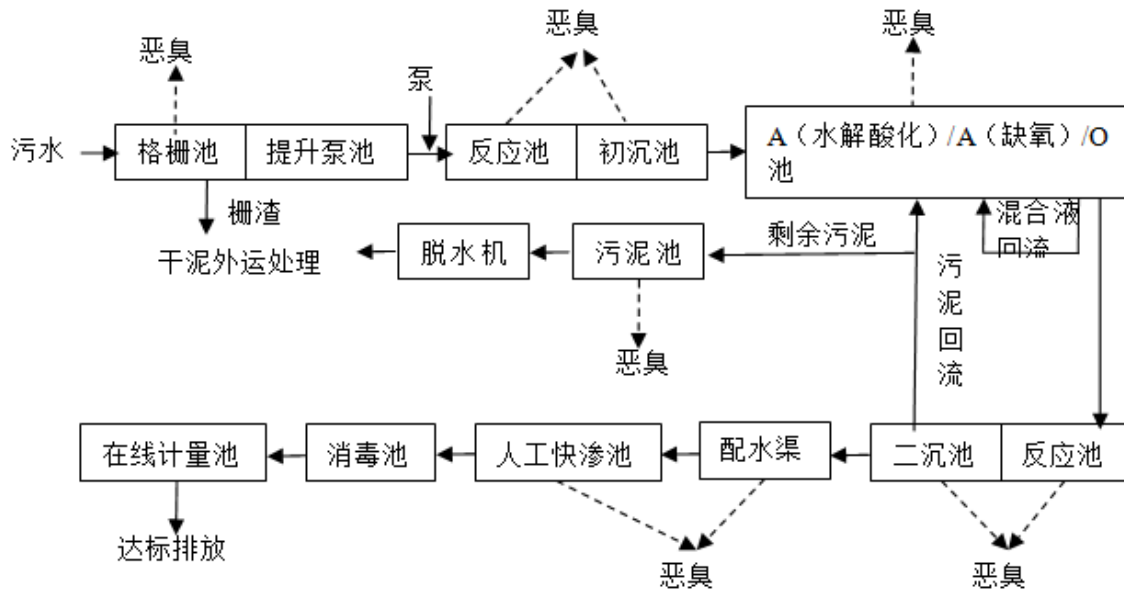 恶臭
恶臭
恶臭
泵
污水
格栅池
提升泵池
反应池
初沉池
A（水解酸化）/A（缺氧）/O
池
栅渣
混合液
回流
剩余污泥
干泥外运处理
脱水机
污泥池
污泥回流
恶臭
在线计量池
消毒池
人工快渗池
配水渠
二沉池
反应池
达标排放
恶臭
恶臭